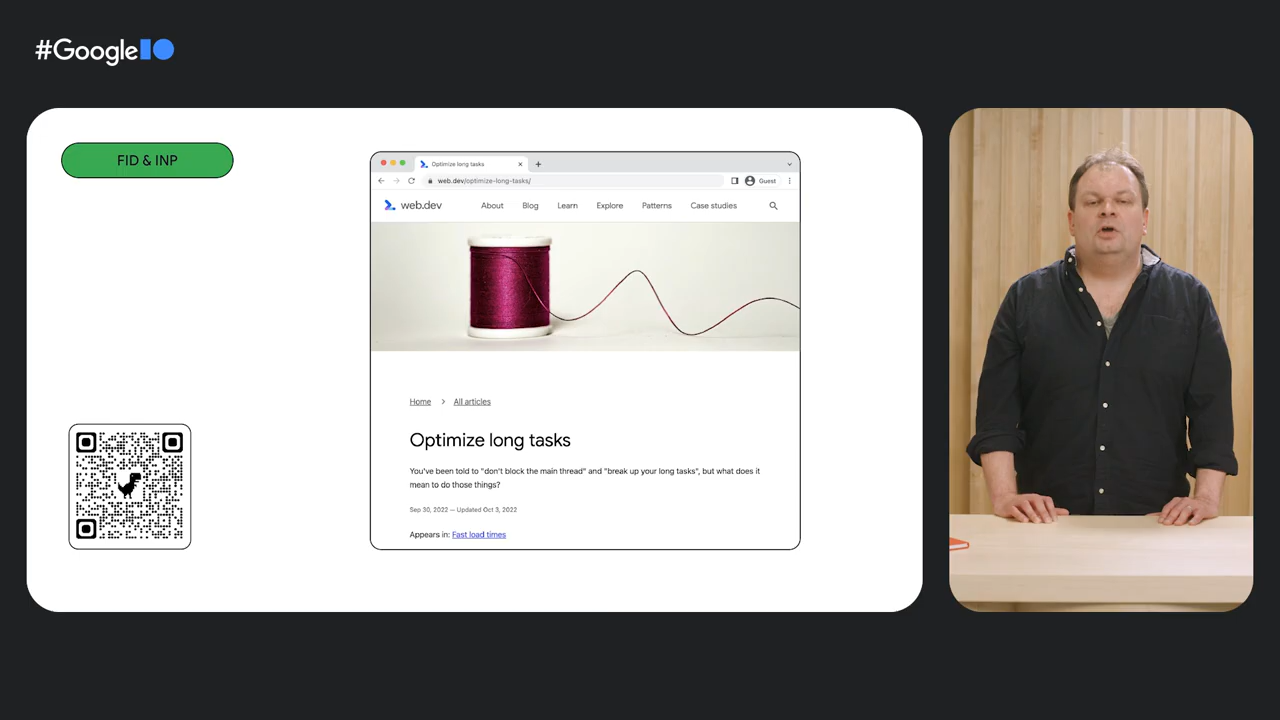 #Google IO
FID & INP
Optimize long tasks
web.dev/optimize-long-tasks/
Guest
web.dev
About
Blog
Learn
Explore
Patterns
Case studies
Home
All articles
Optimize long tasks
You've been told to "don't block the main thread" and "break up your long tasks", but what does it
mean to do those things?
Sep 30, 2022 — Updated Oct 3, 2022
Appears in: Fast load times